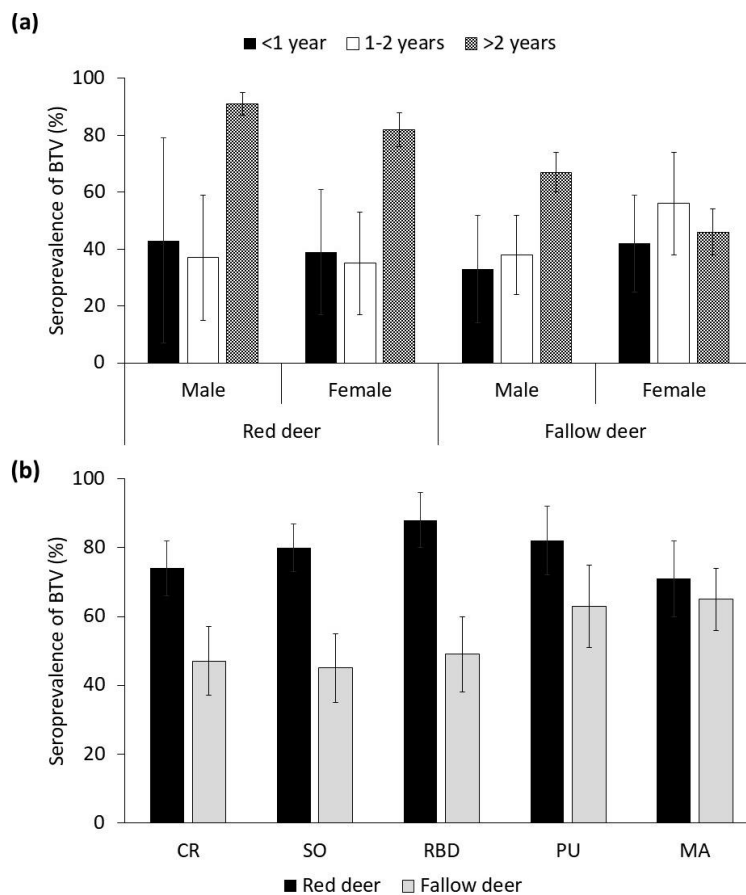 (a)
<1 year 1-2 years >2 years
Seroprevalence of BTV (%)
100
80
60
40
20
0
Male Female Male Female
Red deer Fallow deer
(b)
Seroprevalence of BTV (%)
100
80
60
40
20
0
CR SO RBD PU MA
Red deer Fallow deer